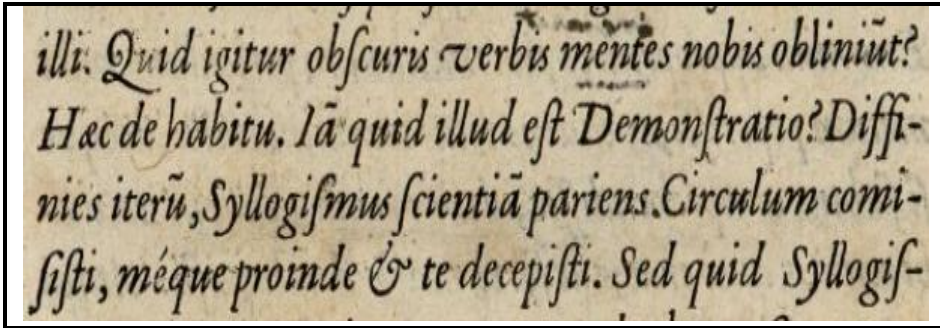 illi. Quid igitur obſcuris verbis mentes nobis obliniūt?
Hæc de habitu. Iā quid illud eſt Demonſtratio? Diffi-
nies iterū, Syllogiſmus ſcientiā pariens. Circulum comi-
ſiſti, méque proinde & te decepiſti. Sed quid Syllogiſ-